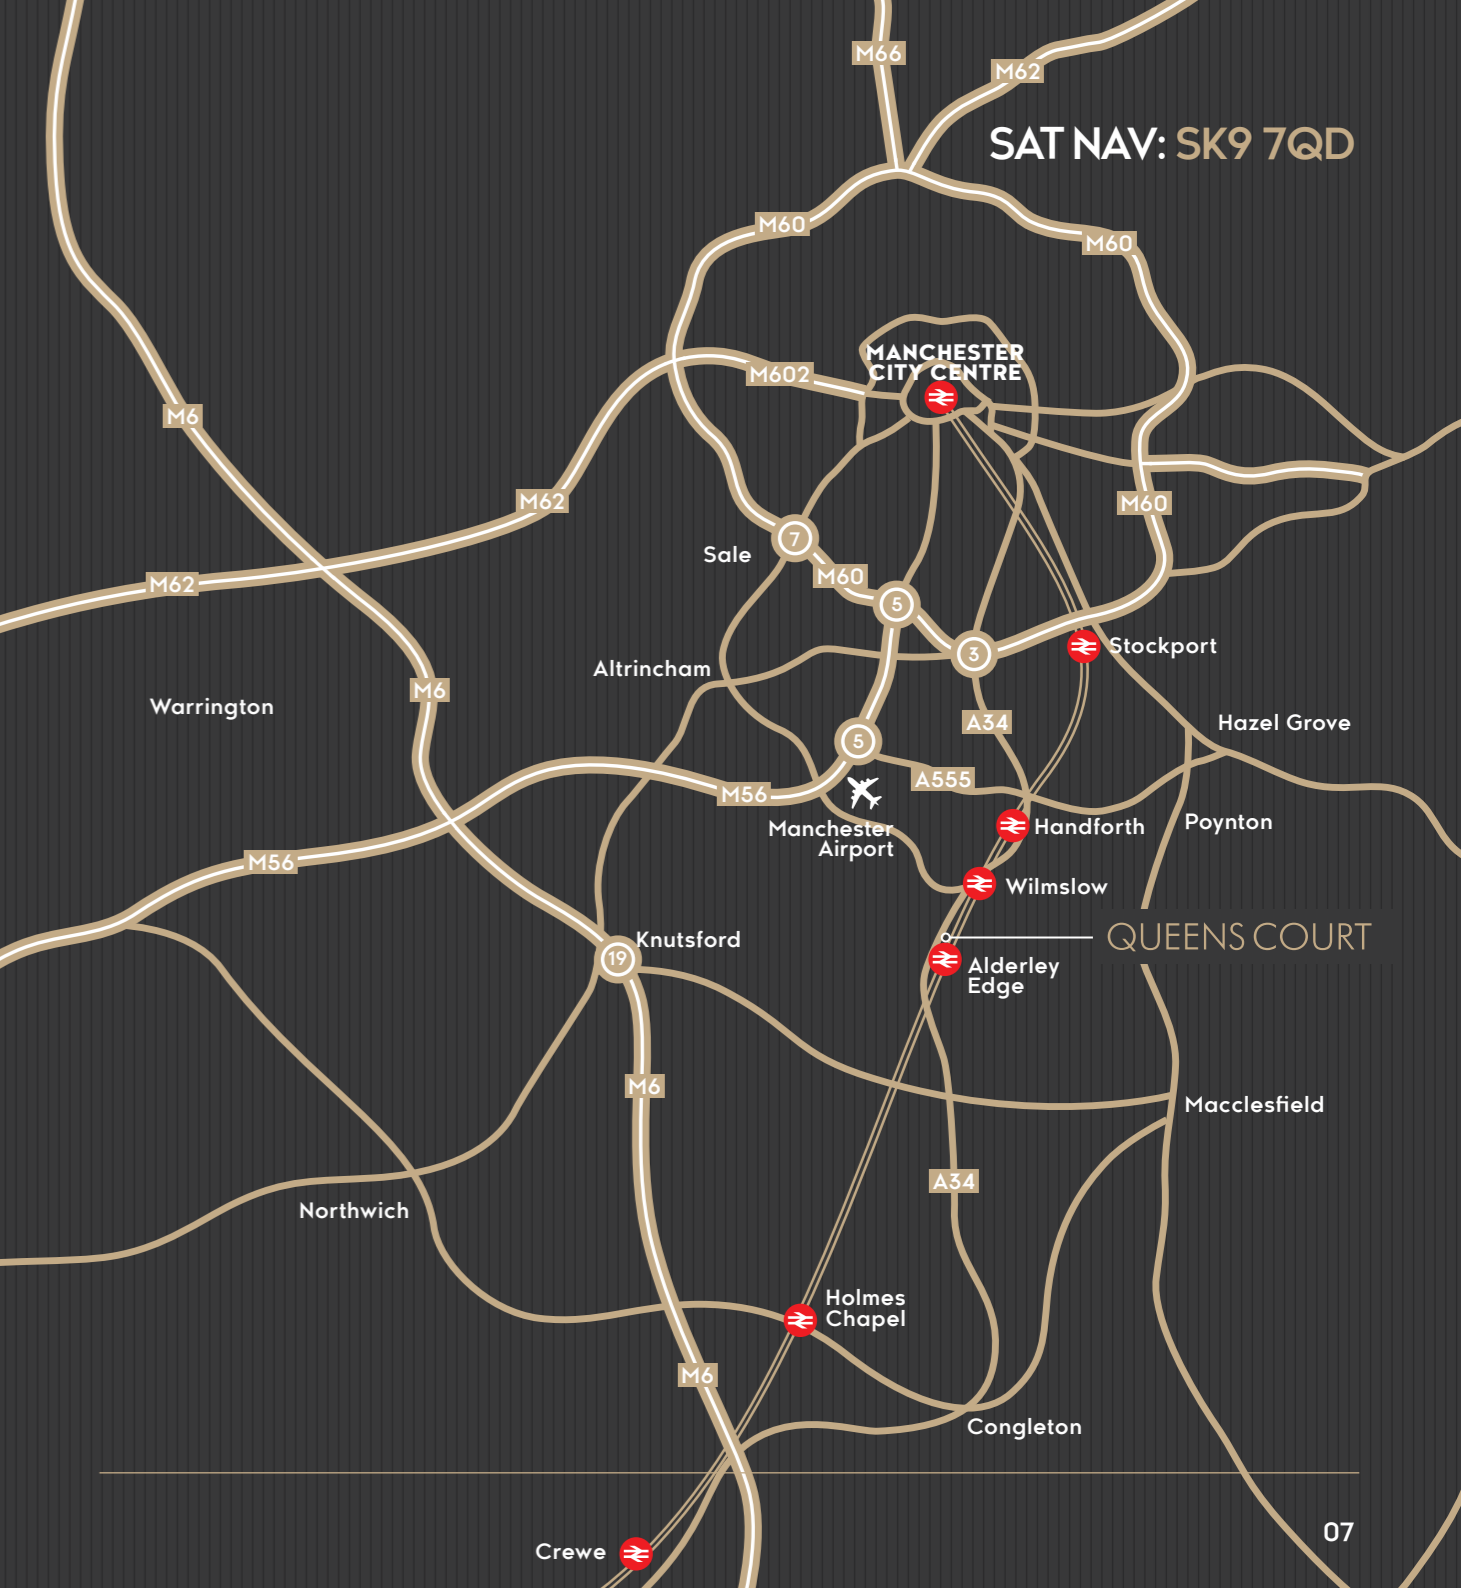 M66
M62
SAT NAV: SK9 7QD
M60
M60
MANCHESTER
CITY CENTRE
M602
M6
M62
M60
7
Sale
M60
M62
5
Stockport
3
Altrincham
M6
Warrington
A34
Hazel Grove
5
A555
M56
Manchester
Airport
Handforth
Poynton
M56
Wilmslow
Knutsford
QUEENS COURT
19
Alderley
Edge
M6
Macclesfield
A34
Northwich
Holmes
Chapel
M6
Congleton
07
Crewe